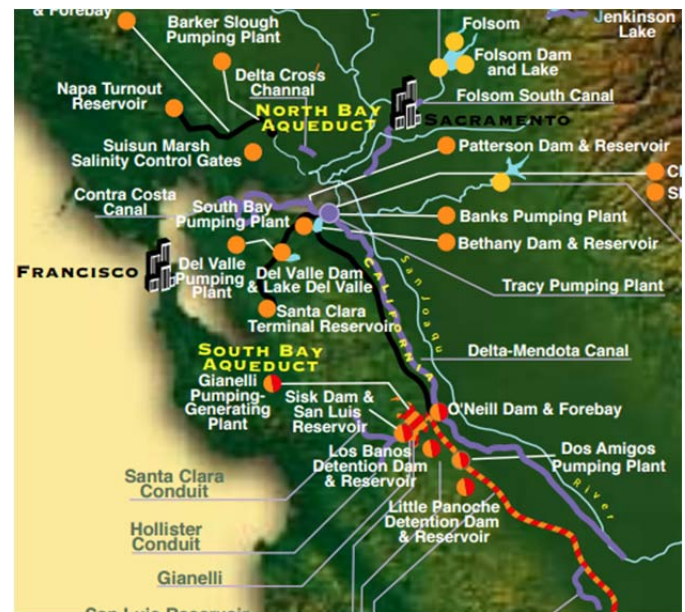 & Forebay
Barker Slough
Pumping Plant
Folsom
Jenkinson
Lake
Folsom Dam
and Lake
Delta Cross
Channal
Napa Turnout
Reservoir
Folsom South Canal
NORTH BAY
AQUEDUCT
SACRAMENTO
Suisun Marsh
Salinity Control Gates
Patterson Dam & Reservoir
Contra Costa
Canal
South Bay
Pumping Plant
Banks Pumping Plant
Bethany Dam & Reservoir
FRANCISCO
Del Valle
Pumping
Plant
Del Valle Dam
& Lake Del Valle
Tracy Pumping Plant
CALIFORNIA
San Joaqu
Santa Clara
Terminal Reservoir
SOUTH BAY
AQUEDUCT
Delta-Mendota Canal
Gianelli
Pumping-
Generating
Plant
Sisk Dam &
San Luis
Reservoir
O'Neill Dam & Forebay
Los Banos
Detention Dam
& Reservoir
Dos Amigos
Pumping Plant
Santa Clara
Conduit
River
Little Panoche
Detention Dam
& Reservoir
Hollister
Conduit
Gianelli
San Luis Reservoir